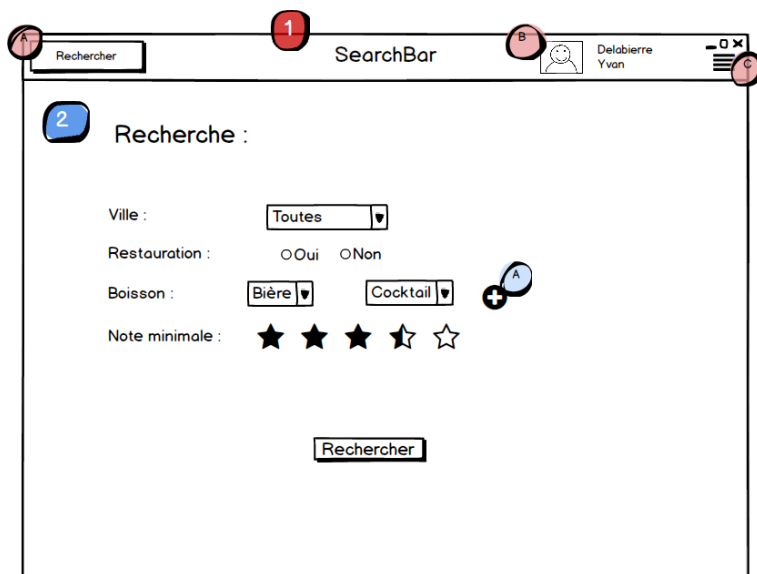 1
A
B
C
Rechercher
SearchBar
Delabierre
Yvan
2
Recherche :
Ville :
Toutes
Restauration :
Oui
Non
A
Boisson :
Bière
Cocktail
Note minimale :
Rechercher